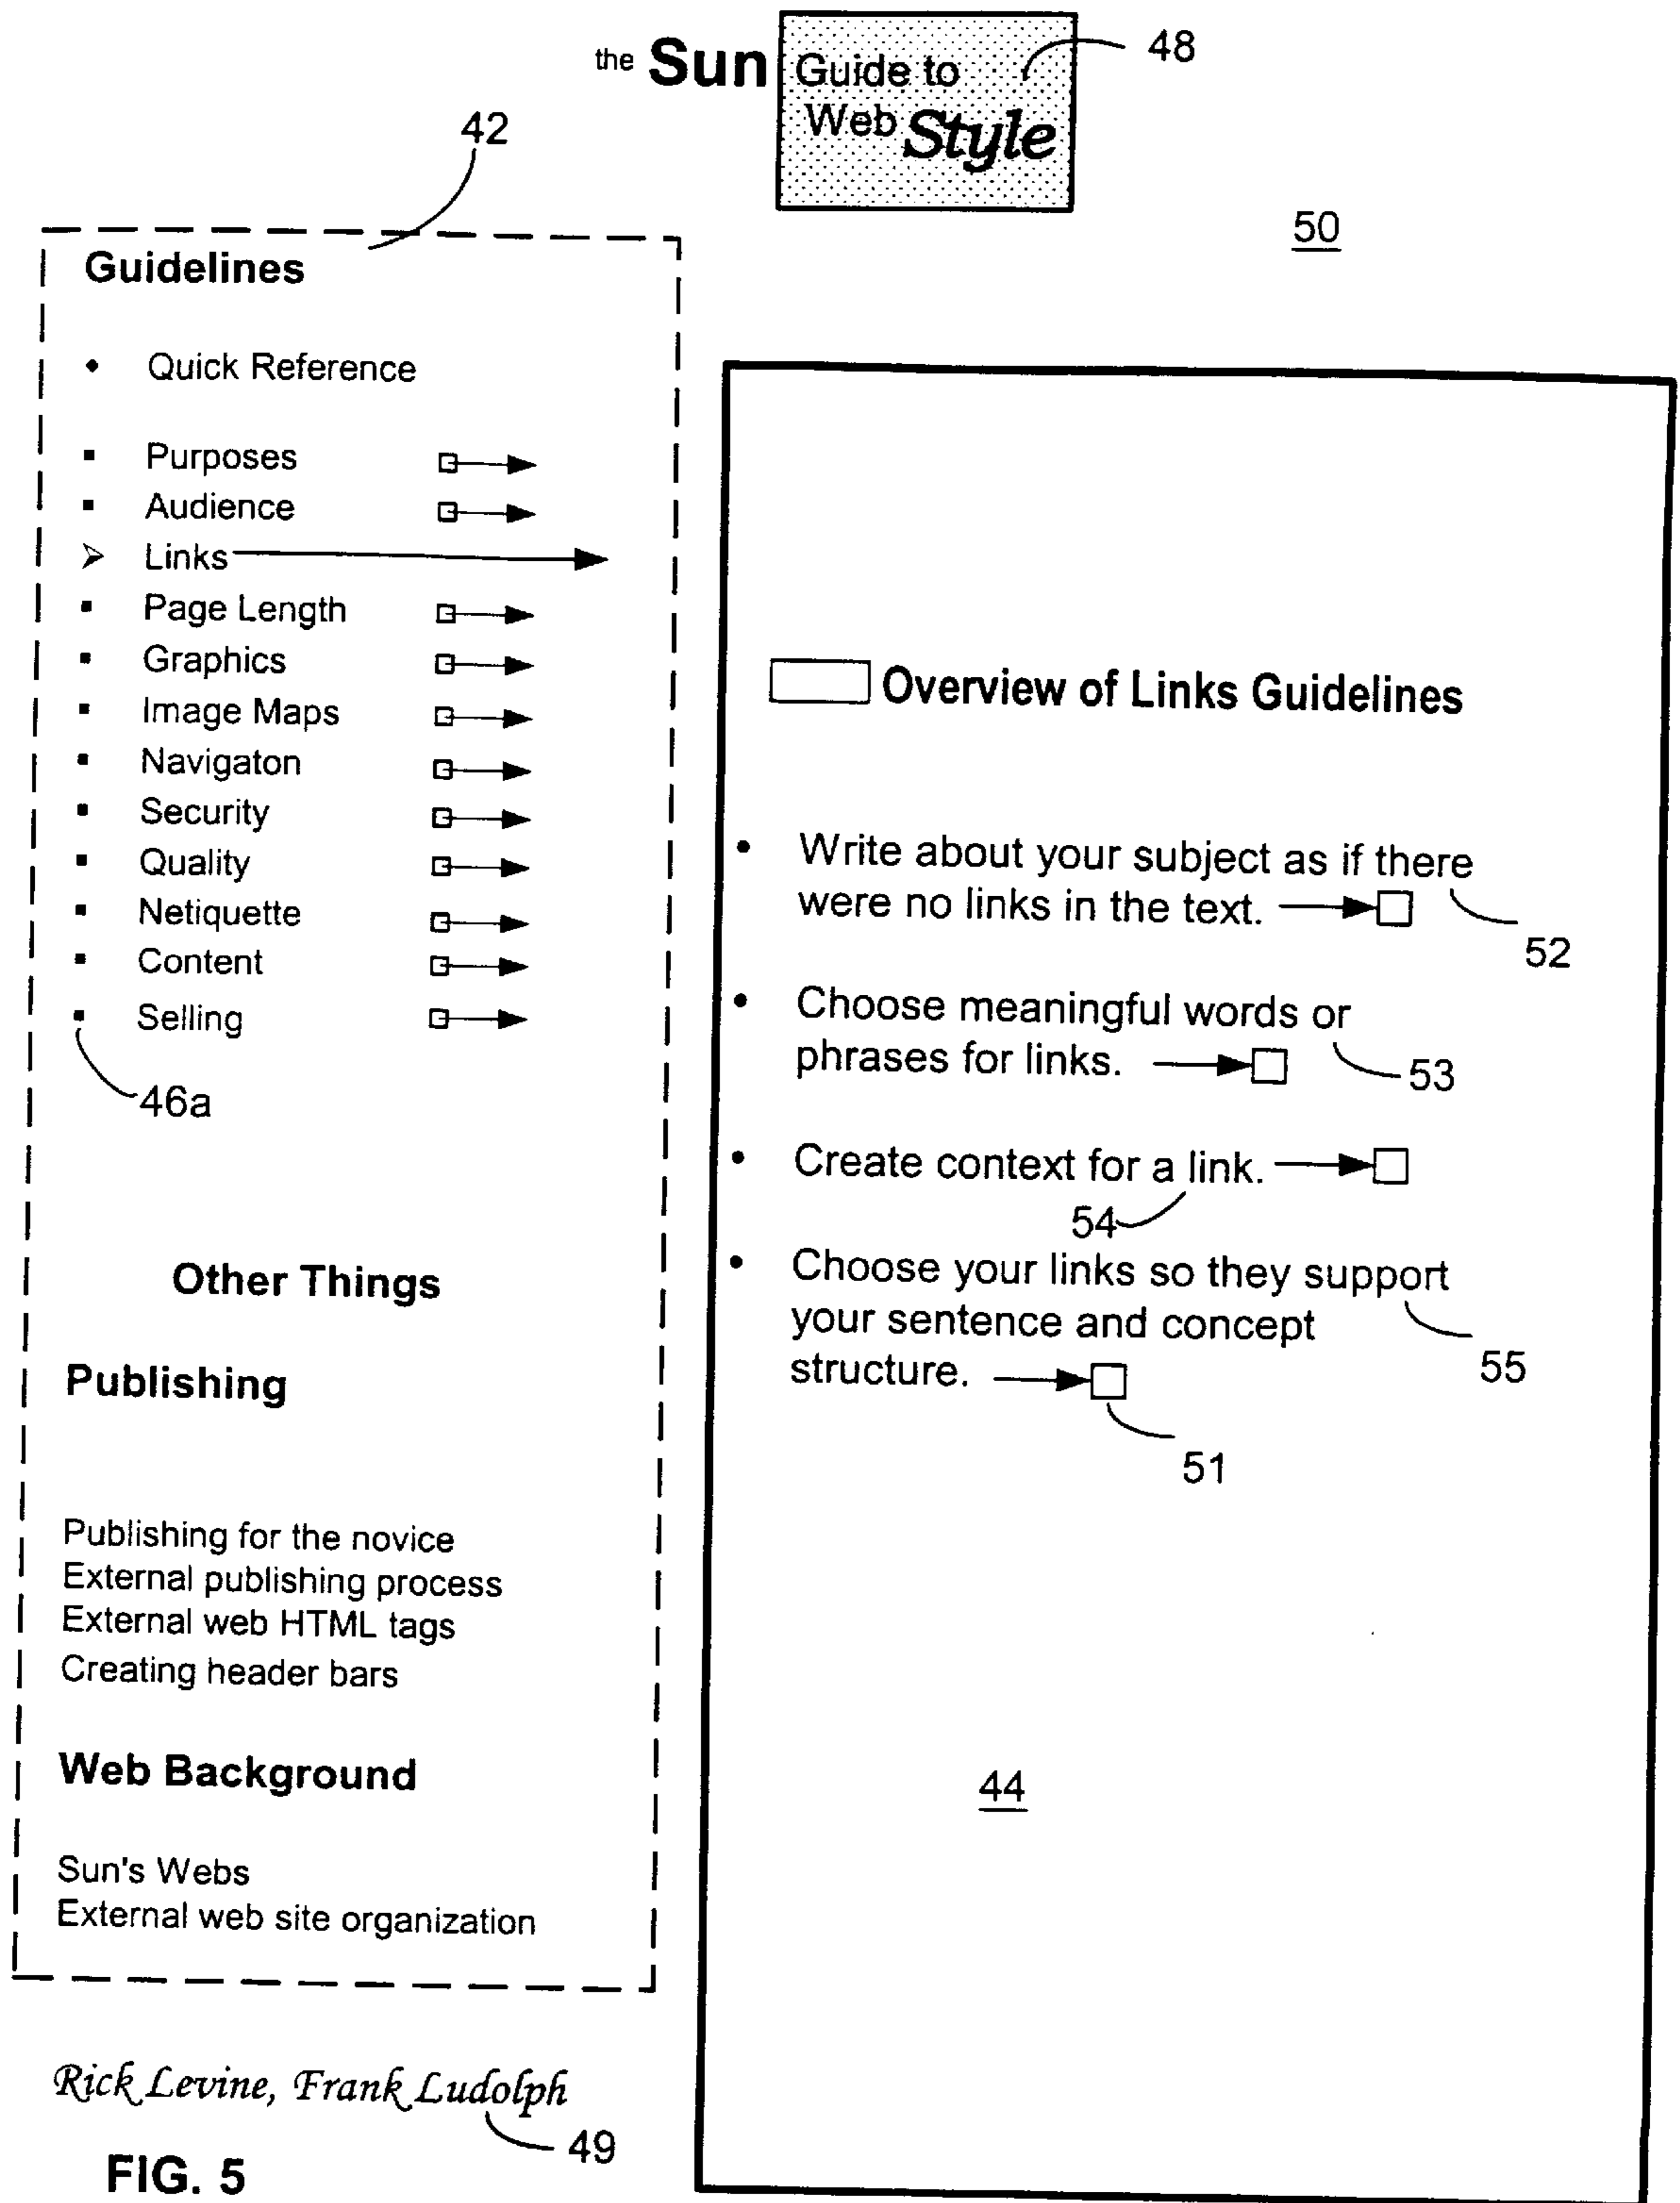 the Sun Guide to
Web Style
48
42
50
Guidelines
Quick Reference
Purposes
Audience
Links
Page Length
Graphics
Image Maps
Navigaton
Security
Quality
Netiquette
Content
Selling
46a
Other Things
Publishing
Publishing for the novice
External publishing process
External web HTML tags
Creating header bars
Web Background
Sun's Webs
External web site organization
Rick Levine, Frank Ludolph
49
FIG. 5
Overview of Links Guidelines
• Write about your subject as if there
were no links in the text.
52
• Choose meaningful words or
phrases for links.
53
• Create context for a link.
54
• Choose your links so they support
your sentence and concept
structure.
55
51
44